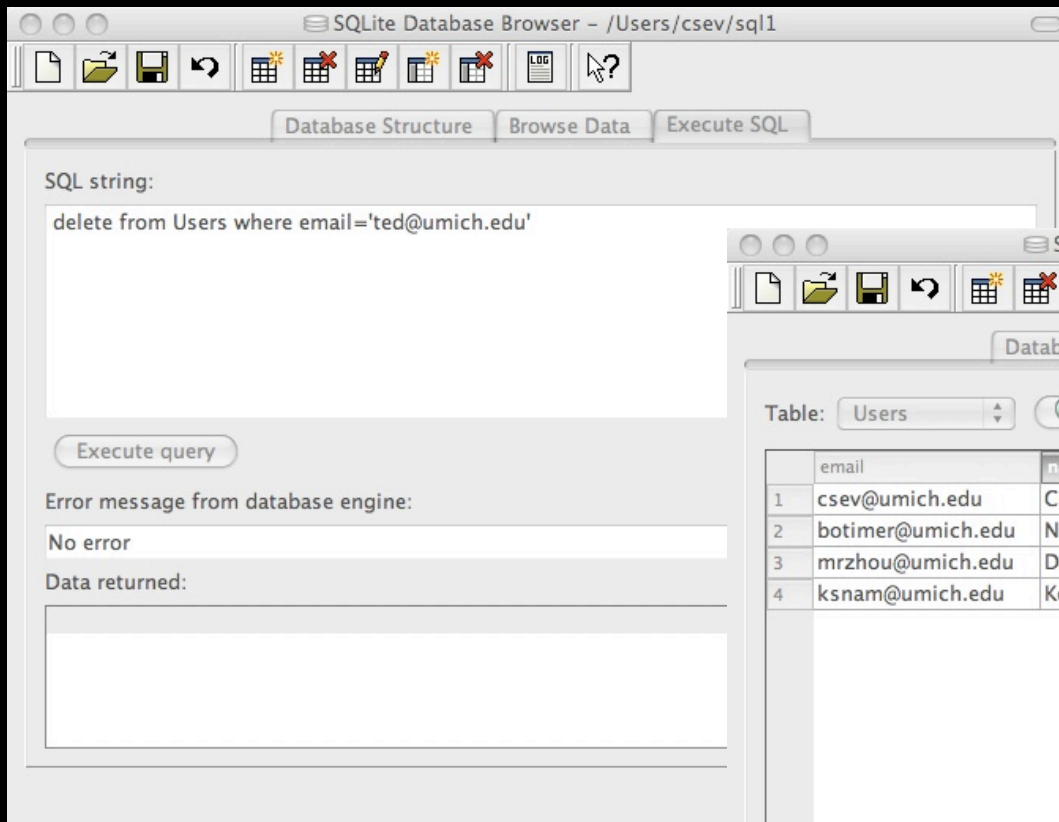 SQLite Database Browser – /Users/csev/sql1
LOG
?
Database Structure
Browse Data
Execute SQL
SQL string:
delete from Users where email='ted@umich.edu'
Execute query
Error message from database engine:
No error
Data returned:
S
Datab
Table: Users
email n
1 csev@umich.edu C
2 botimer@umich.edu N
3 mrzhou@umich.edu D
4 ksnam@umich.edu K